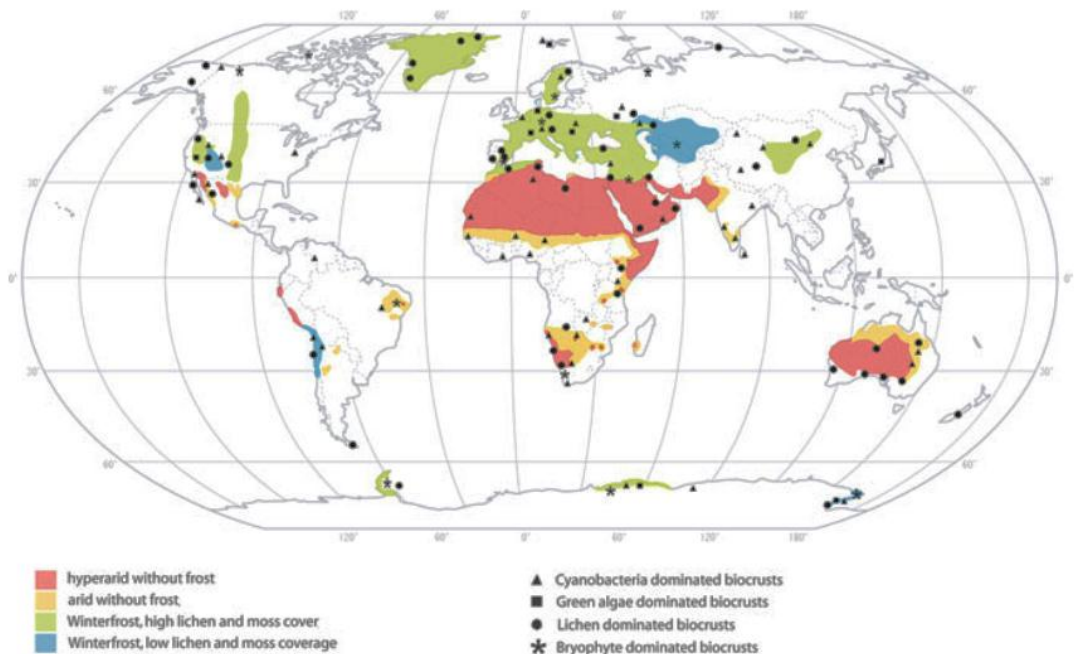 120° 60° 0° 60° 120° 180°
60° 60°
30° 30°
0° 0°
30° 30°
60° 60°
120° 60° 0° 60° 120° 180°
hyperarid without frost
arid without frost,
Winterfrost, high lichen and moss cover
Winterfrost, low lichen and moss coverage
Cyanobacteria dominated biocrusts
Green algae dominated biocrusts
Lichen dominated biocrusts
Bryophyte dominated biocrusts